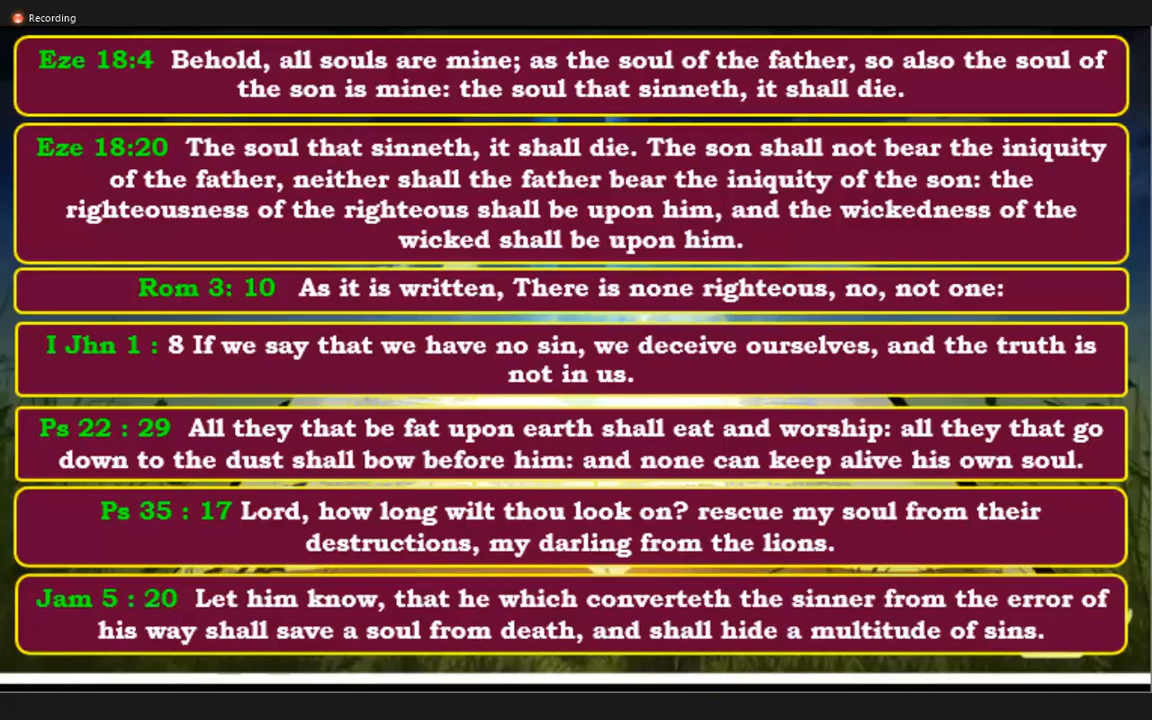 Recording
Eze 18:4 Behold, all souls are mine; as the soul of the father, so also the soul of
the son is mine: the soul that sinneth, it shall die.
Eze 18:20 The soul that sinneth, it shall die. The son shall not bear the iniquity
of the father, neither shall the father bear the iniquity of the son: the
righteousness of the righteous shall be upon him, and the wickedness of the
wicked shall be upon him.
Rom 3: 10 As it is written, There is none righteous, no, not one:
I Jhn 1 : 8 If we say that we have no sin, we deceive ourselves, and the truth is
not in us.
Ps 22 : 29 All they that be fat upon earth shall eat and worship: all they that go
down to the dust shall bow before him: and none can keep alive his own soul.
Ps 35 : 17 Lord, how long wilt thou look on? rescue my soul from their
destructions, my darling from the lions.
Jam 5 : 20 Let him know, that he which converteth the sinner from the error of
his way shall save a soul from death, and shall hide a multitude of sins.